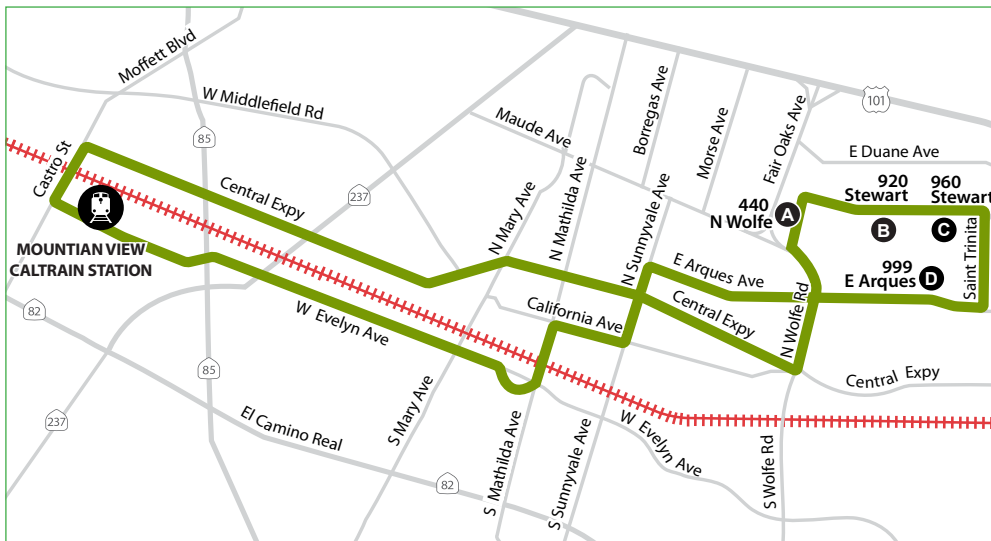 Moffett Blvd
W Middlefield Rd
85
Castro St
Central Expy
237
Maude Ave
Borregas Ave
Morse Ave
Fair Oaks Ave
101
E Duane Ave
920
Stewart
960
Stewart
440
N Wolfe
A
B
C
999
E Arques
D
Saint Trinita
N Mary Ave
N Mathilda Ave
N Sunnyvale Ave
E Arques Ave
MOUNTIAN VIEW
CALTRAIN STATION
82
W Evelyn Ave
California Ave
Central Expy
N Wolfe Rd
Central Expy
85
237
El Camino Real
S Mary Ave
82
S Mathilda Ave
S Sunnyvale Ave
W Evelyn Ave
S Wolfe Rd